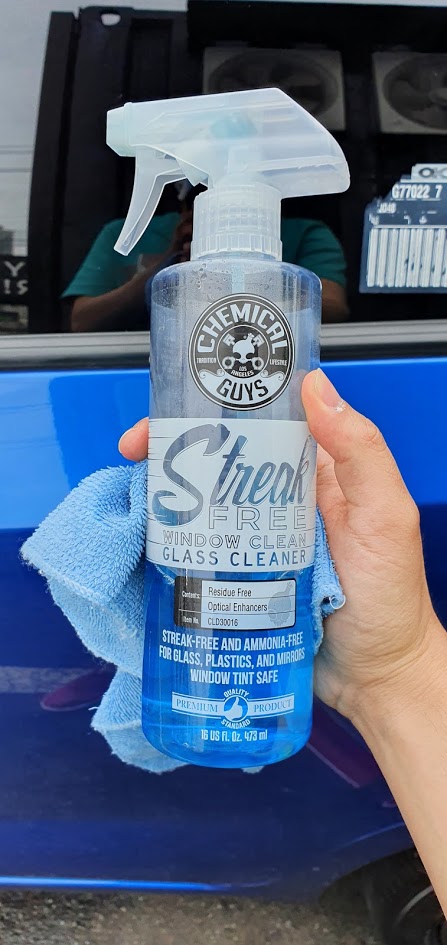 G77022 7
CHEMICAL
TRADITION
LOS ANGELES
LIFESTYLE
GUYS
Streak
FREE
WINDOW CLEAN
GLASS CLEANER
Contents: Residue Free
Optical Enhancers
Item No. CLD30016
STREAK-FREE AND AMMONIA-FREE
FOR GLASS, PLASTICS, AND MIRRORS
WINDOW TINT SAFE
QUALITY
PREMIUM PRODUCT
STANDARD
16 US fl. Oz. 473 ml